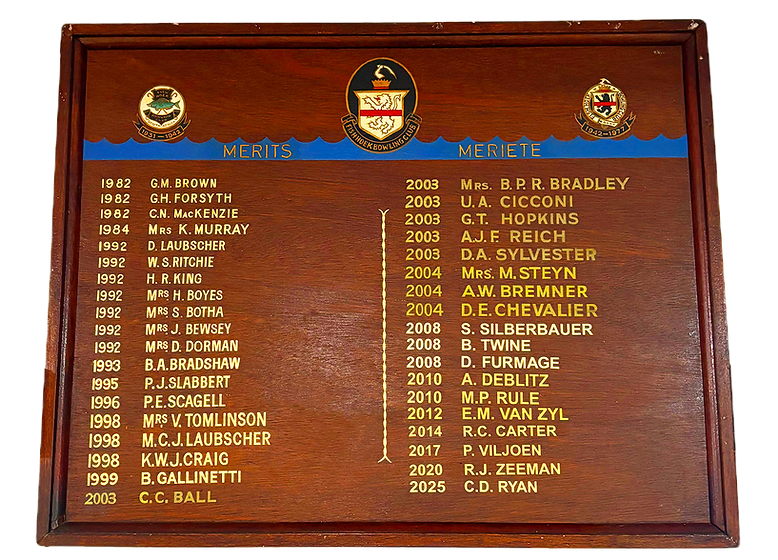 1931-1942
FISHHOEK BOWLING CLUB
1942-1977
MERITS
MERIETE
1982 G.M. BROWN
1982 G.H. FORSYTH
1982 C.N. MacKENZIE
1984 MRS K. MURRAY
1992 D. LAUBSCHER
1992 W.S. RITCHIE
1992 H.R. KING
1992 MRS H. BOYES
1992 MRS S. BOTHA
1992 MRS J. BEWSEY
1992 MRS D. DORMAN
1993 B.A. BRADSHAW
1995 P.J. SLABBERT
1996 P.E. SCAGELL
1998 MRS V. TOMLINSON
1998 M.C.J. LAUBSCHER
1998 K.W.J. CRAIG
1999 B. GALLINETTI
2003 C.C. BALL
2003 MRS. B.P.R. BRADLEY
2003 U.A. CICCONI
2003 G.T. HOPKINS
2003 A.J.F. REICH
2003 D.A. SYLVESTER
2004 MRS. M. STEYN
2004 A.W. BREMNER
2004 D.E. CHEVALIER
2008 S. SILBERBAUER
2008 B. TWINE
2008 D. FURMAGE
2010 A. DEBLITZ
2010 M.P. RULE
2012 E.M. VAN ZYL
2014 R.C. CARTER
2017 P. VILJOEN
2020 R.J. ZEEMAN
2025 C.D. RYAN